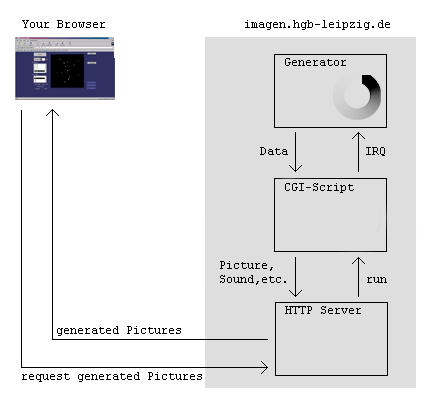 Your Browser
imagen.hgb-leipzig.de
Generator
Data
IRQ
CGI-Script
Picture,
Sound,etc.
run
HTTP Server
generated Pictures
request generated Pictures